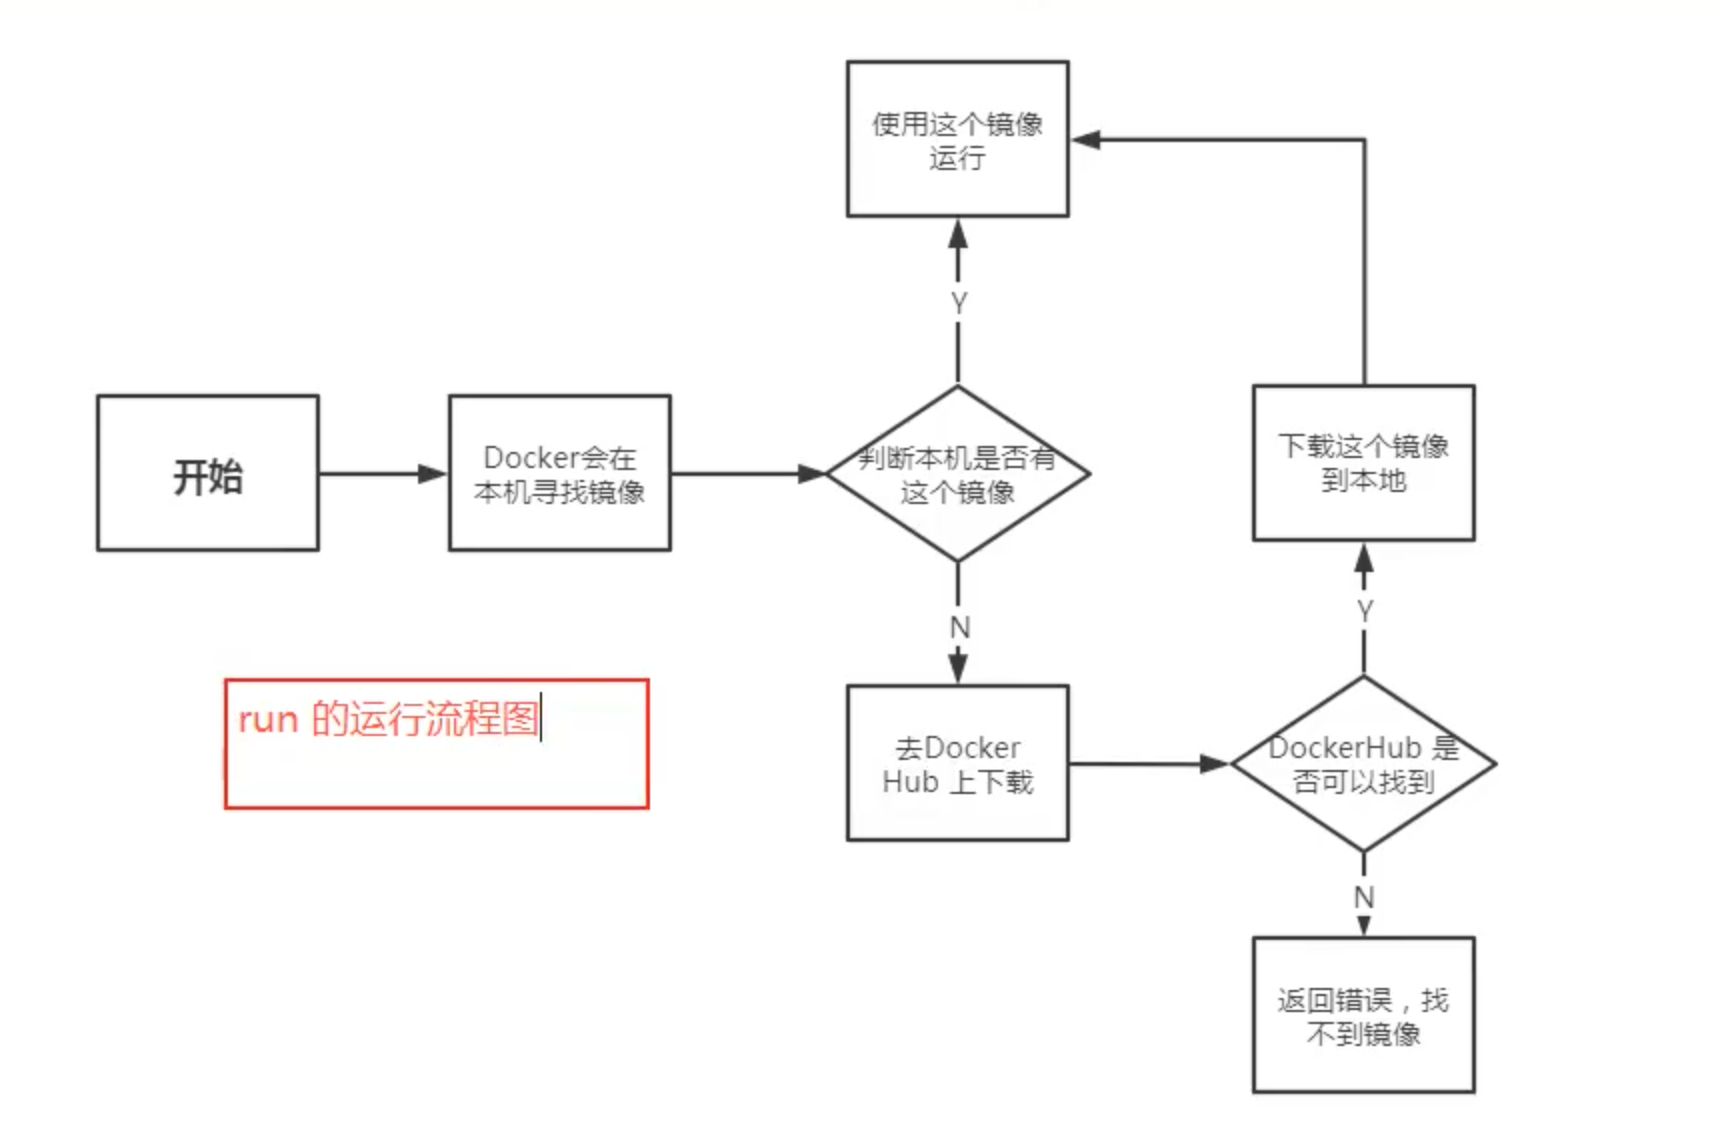 使用这个镜像
运行
Y
开始
Docker会在
本机寻找镜像
判断本机是否有
这个镜像
下载这个镜像
到本地
N
Y
run 的运行流程图
去Docker
Hub 上下载
DockerHub 是
否可以找到
N
返回错误，找
不到镜像